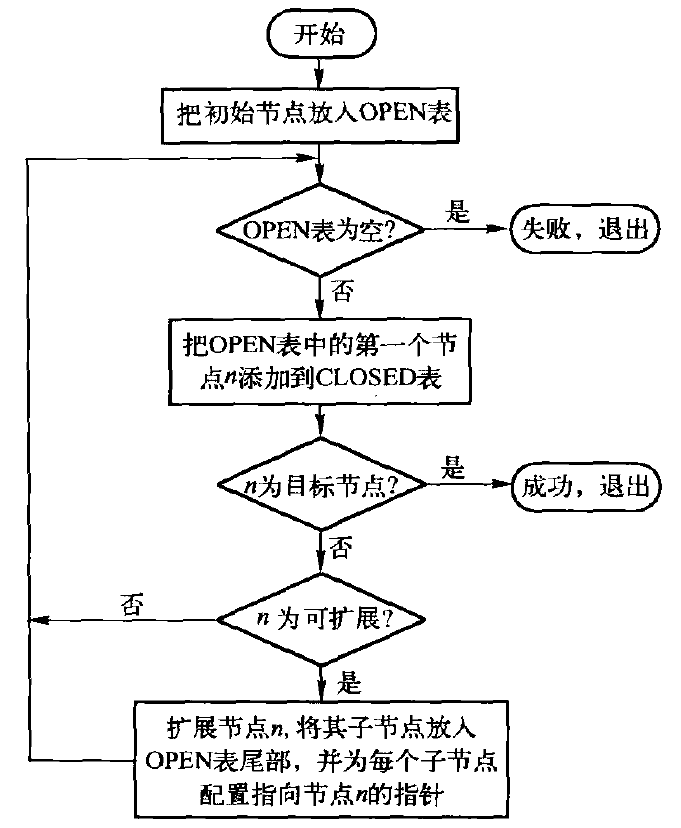 开始
把初始节点放入OPEN表
OPEN表为空?
是
失败，退出
否
把OPEN表中的第一个节
点n添加到CLOSED表
n为目标节点?
是
成功，退出
否
n为可扩展?
否
是
扩展节点n,将其子节点放入
OPEN表尾部，并为每个子节点
配置指向节点n的指针